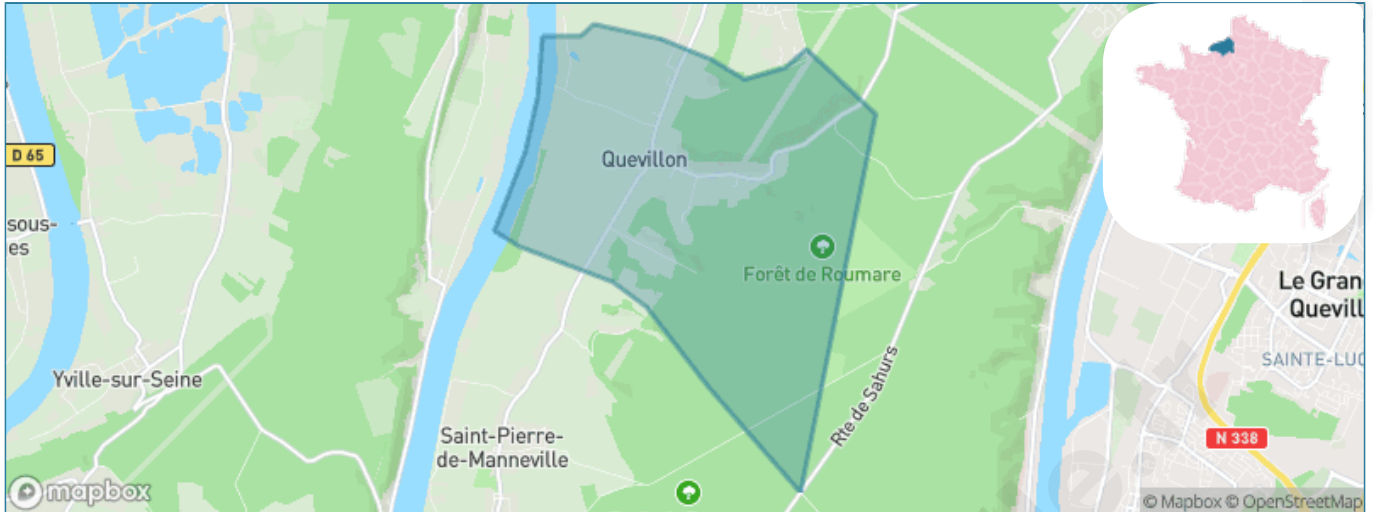 D 65
Quevillon
sous-
es
Forêt de Roumare
Le Gran
Quevill
SAINTE-LUC
Yville-sur-Seine
Rte de Sahurs
Saint-Pierre-
de-Manneville
N 338
mapbox
© Mapbox © OpenStreetMap